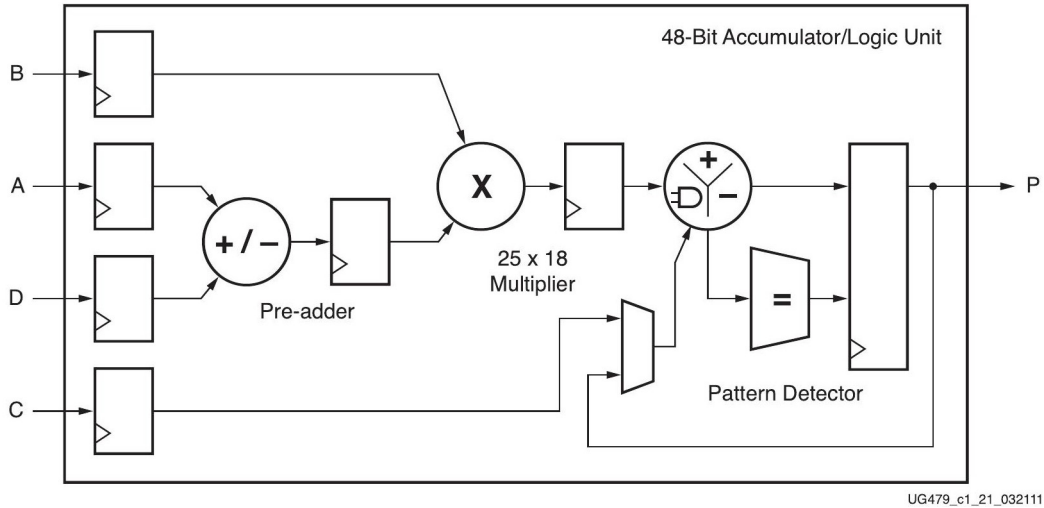 48-Bit Accumulator/Logic Unit
B
A
D
C
+ / –
Pre-adder
X
25 x 18
Multiplier
+
–
=
Pattern Detector
P
UG479_c1_21_032111